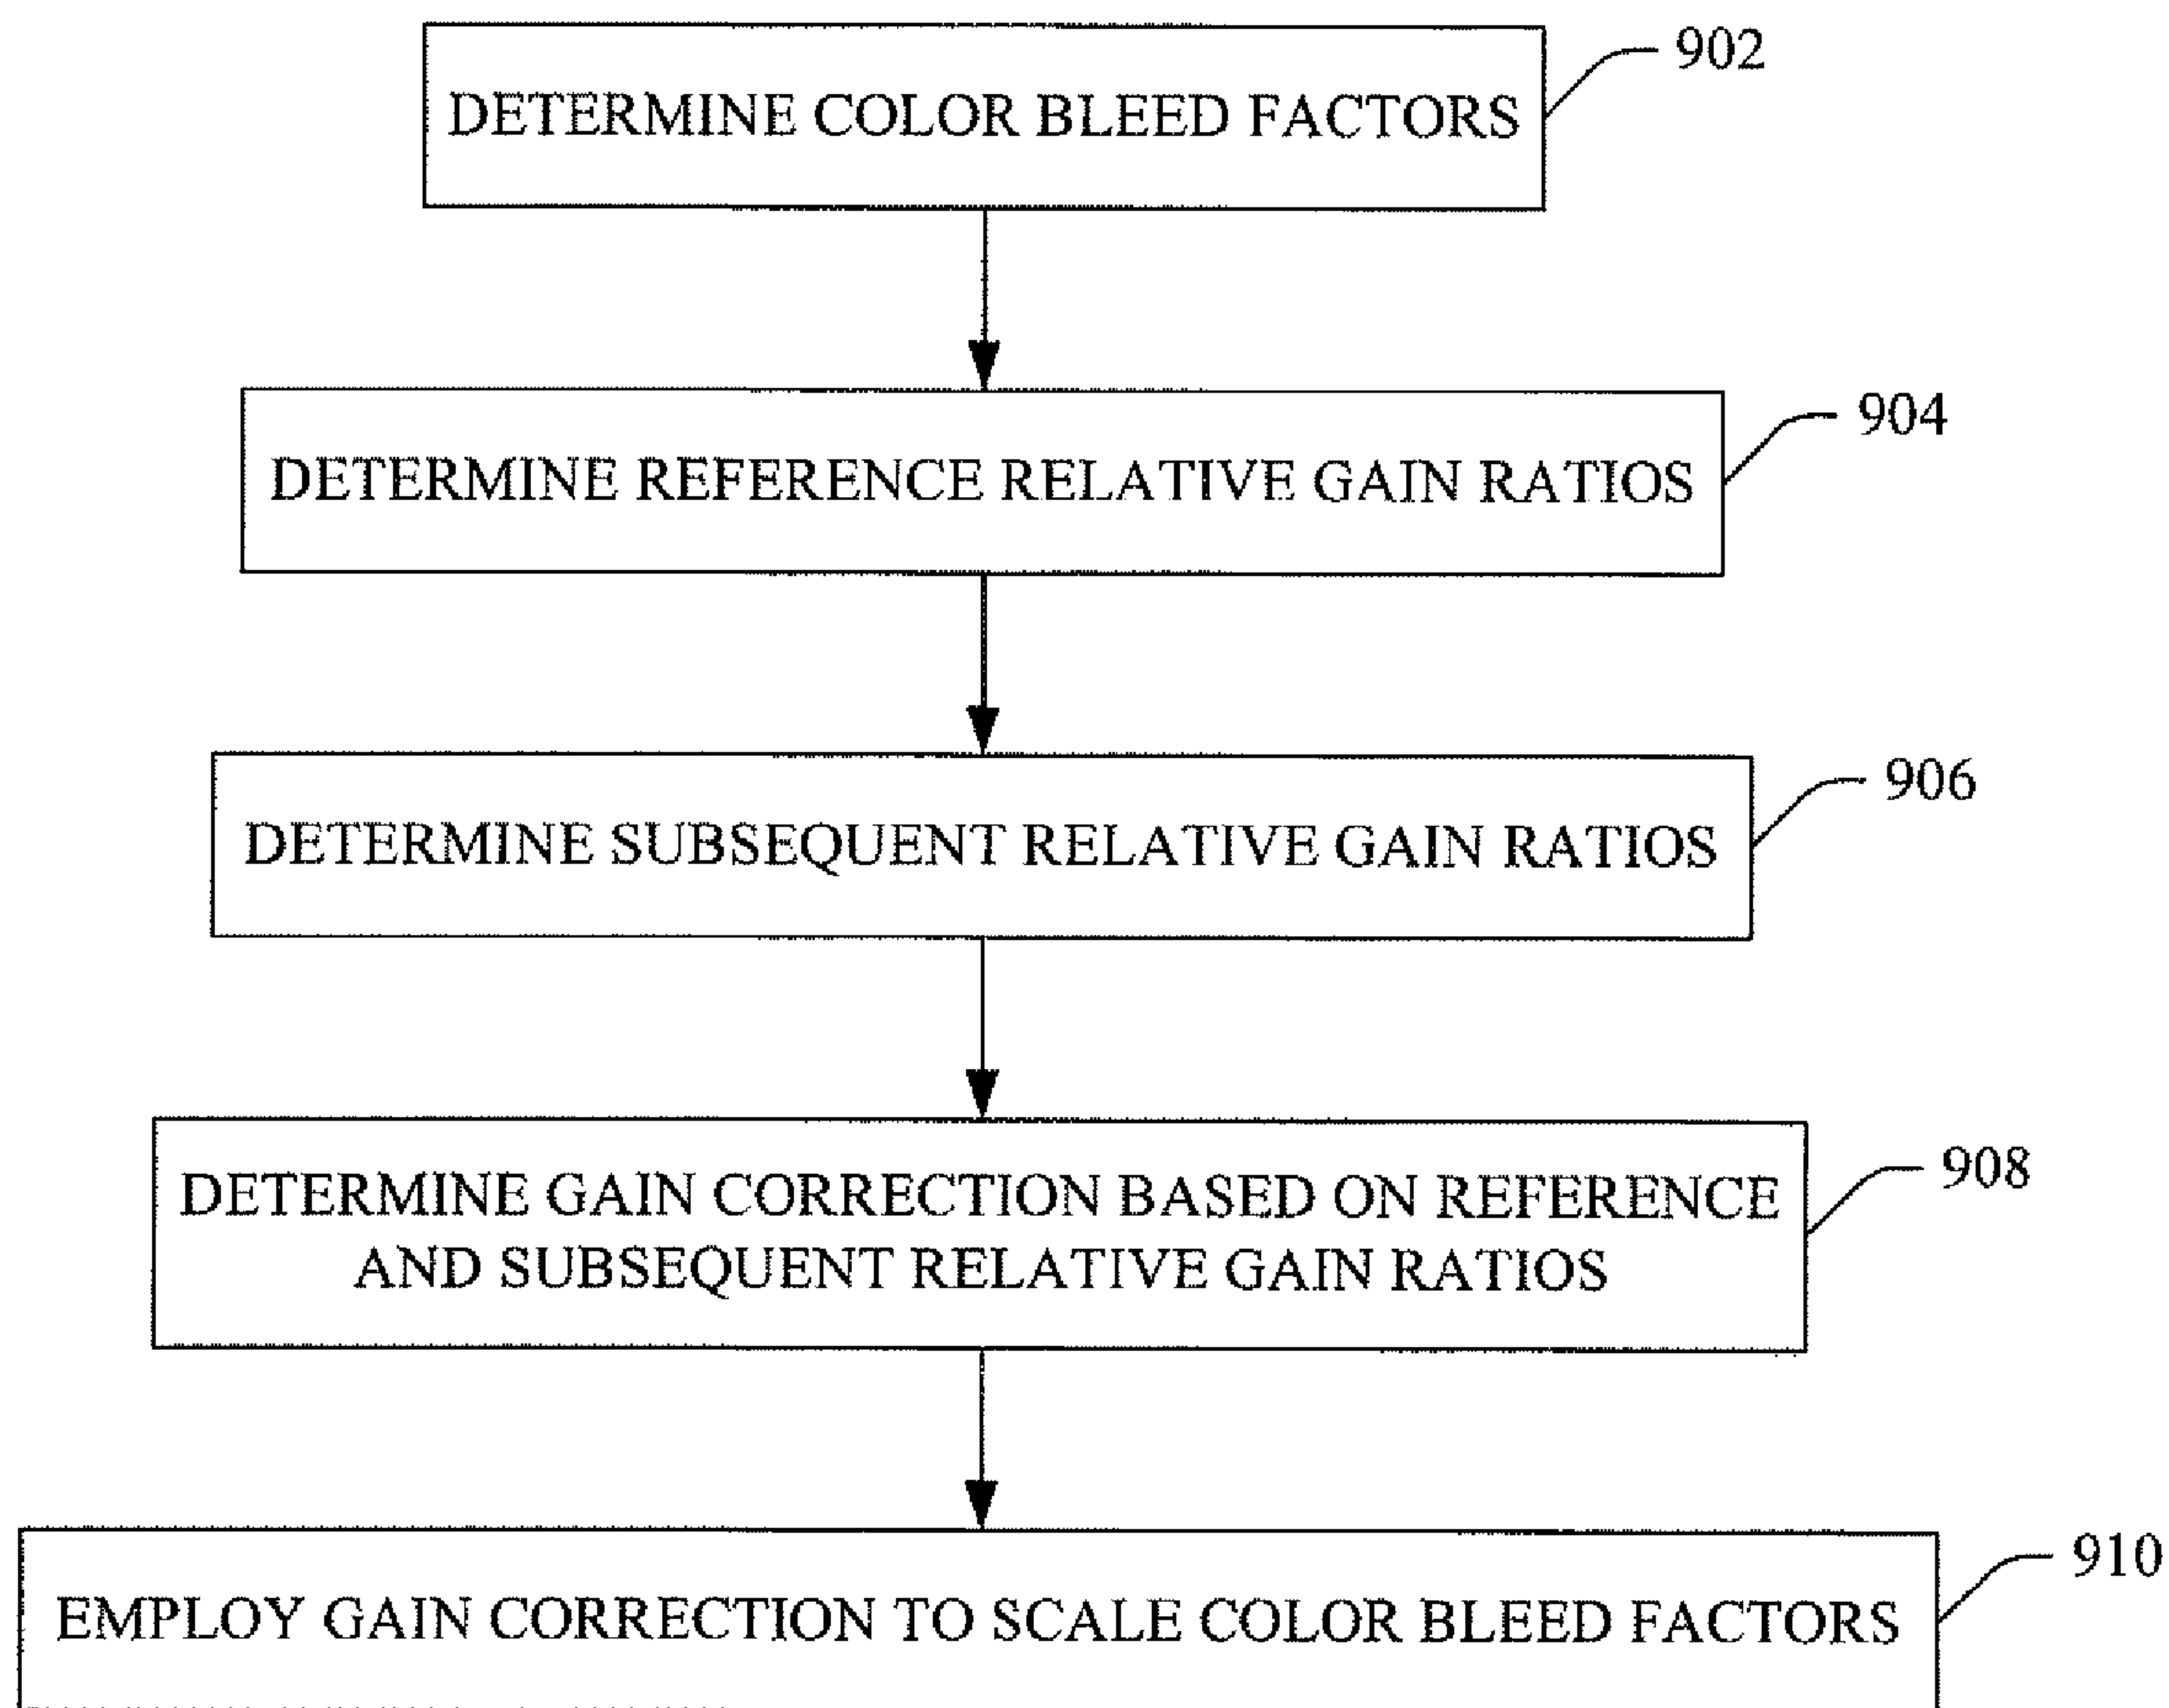 902
DETERMINE COLOR BLEED FACTORS
904
DETERMINE REFERENCE RELATIVE GAIN RATIOS
906
DETERMINE SUBSEQUENT RELATIVE GAIN RATIOS
908
DETERMINE GAIN CORRECTION BASED ON REFERENCE
AND SUBSEQUENT RELATIVE GAIN RATIOS
910
EMPLOY GAIN CORRECTION TO SCALE COLOR BLEED FACTORS